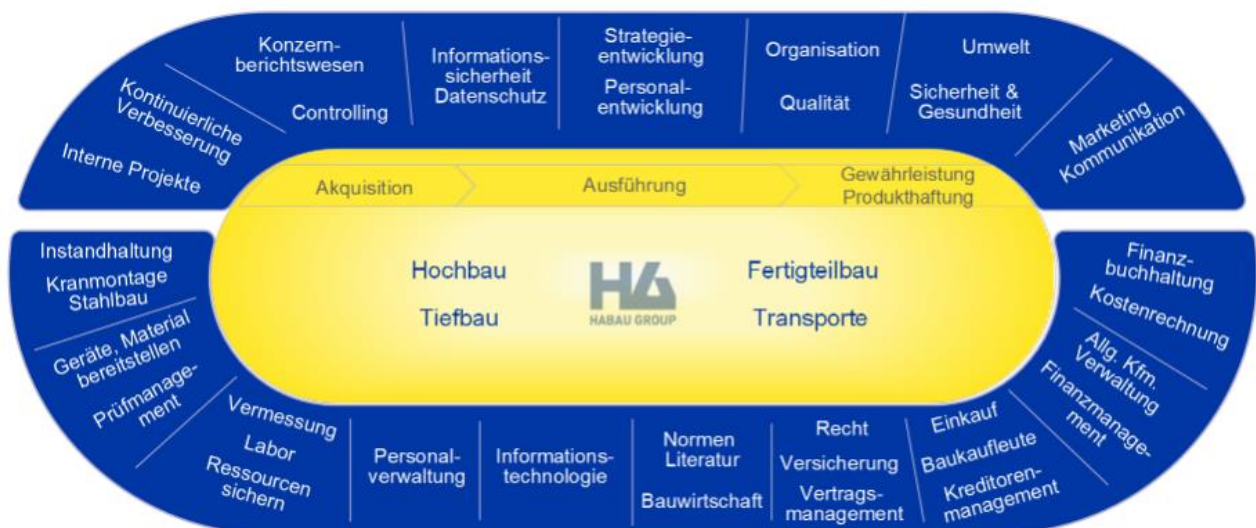 Kontinuierliche
Verbesserung
Interne Projekte
Konzern-
berichtswesen
Controlling
Informations-
sicherheit
Datenschutz
Strategie-
entwicklung
Personal-
entwicklung
Organisation
Qualität
Umwelt
Sicherheit &
Gesundheit
Marketing
Kommunikation
Akquisition
Ausführung
Gewährleistung
Produkthaftung
Hochbau
Tiefbau
HABAU GROUP
Fertigteilbau
Transporte
Instandhaltung
Kranmontage
Stahlbau
Geräte, Material
bereitstellen
Prüfmanage-
ment
Vermessung
Labor
Ressourcen
sichern
Personal-
verwaltung
Informations-
technologie
Normen
Literatur
Bauwirtschaft
Recht
Versicherung
Vertrags-
management
Einkauf
Baukaufleute
Kreditoren-
management
Finanz-
buchhaltung
Kostenrechnung
Allg. Kfm.
Verwaltung
Finanzmanage-
ment